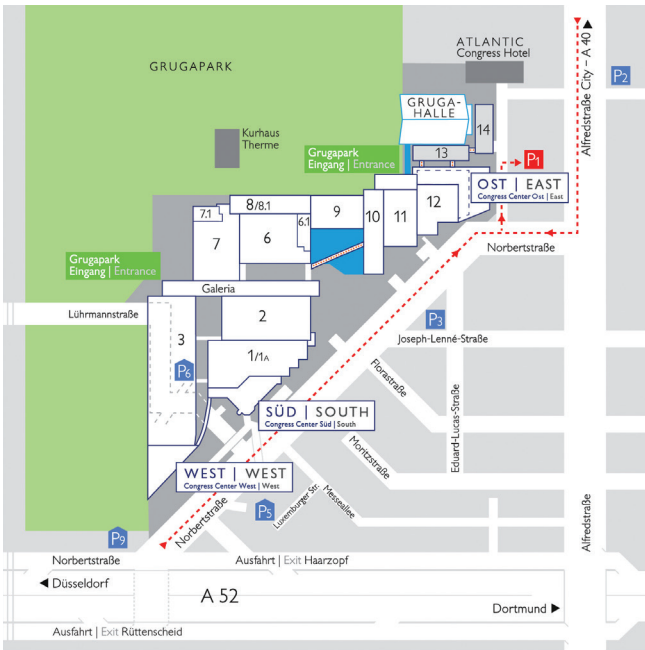 ATLANTIC
Congress Hotel
GRUGAPARK
Alfredstraße City – A 40
P2
GRUGA-
HALLE
14
Kurhaus
Therme
13
Grugapark
Eingang | Entrance
P1
OST | EAST
Congress Center Ost | East
8/8.1
7.1
6.1
9
10
11
12
7
6
Norbertstraße
Grugapark
Eingang | Entrance
Galeria
Lührmannstraße
2
3
P3
Joseph-Lenné-Straße
1/1A
P6
Florastraße
Eduard-Lucas-Straße
SÜD | SOUTH
Congress Center Süd | South
Moritzstraße
WEST | WEST
Congress Center West | West
Luxemburger Str.
Messeallee
P5
Norbertstraße
Alfredstraße
P9
Norbertstraße
Ausfahrt | Exit Haarzopf
Düsseldorf
A 52
Dortmund
Ausfahrt | Exit Rüttenscheid